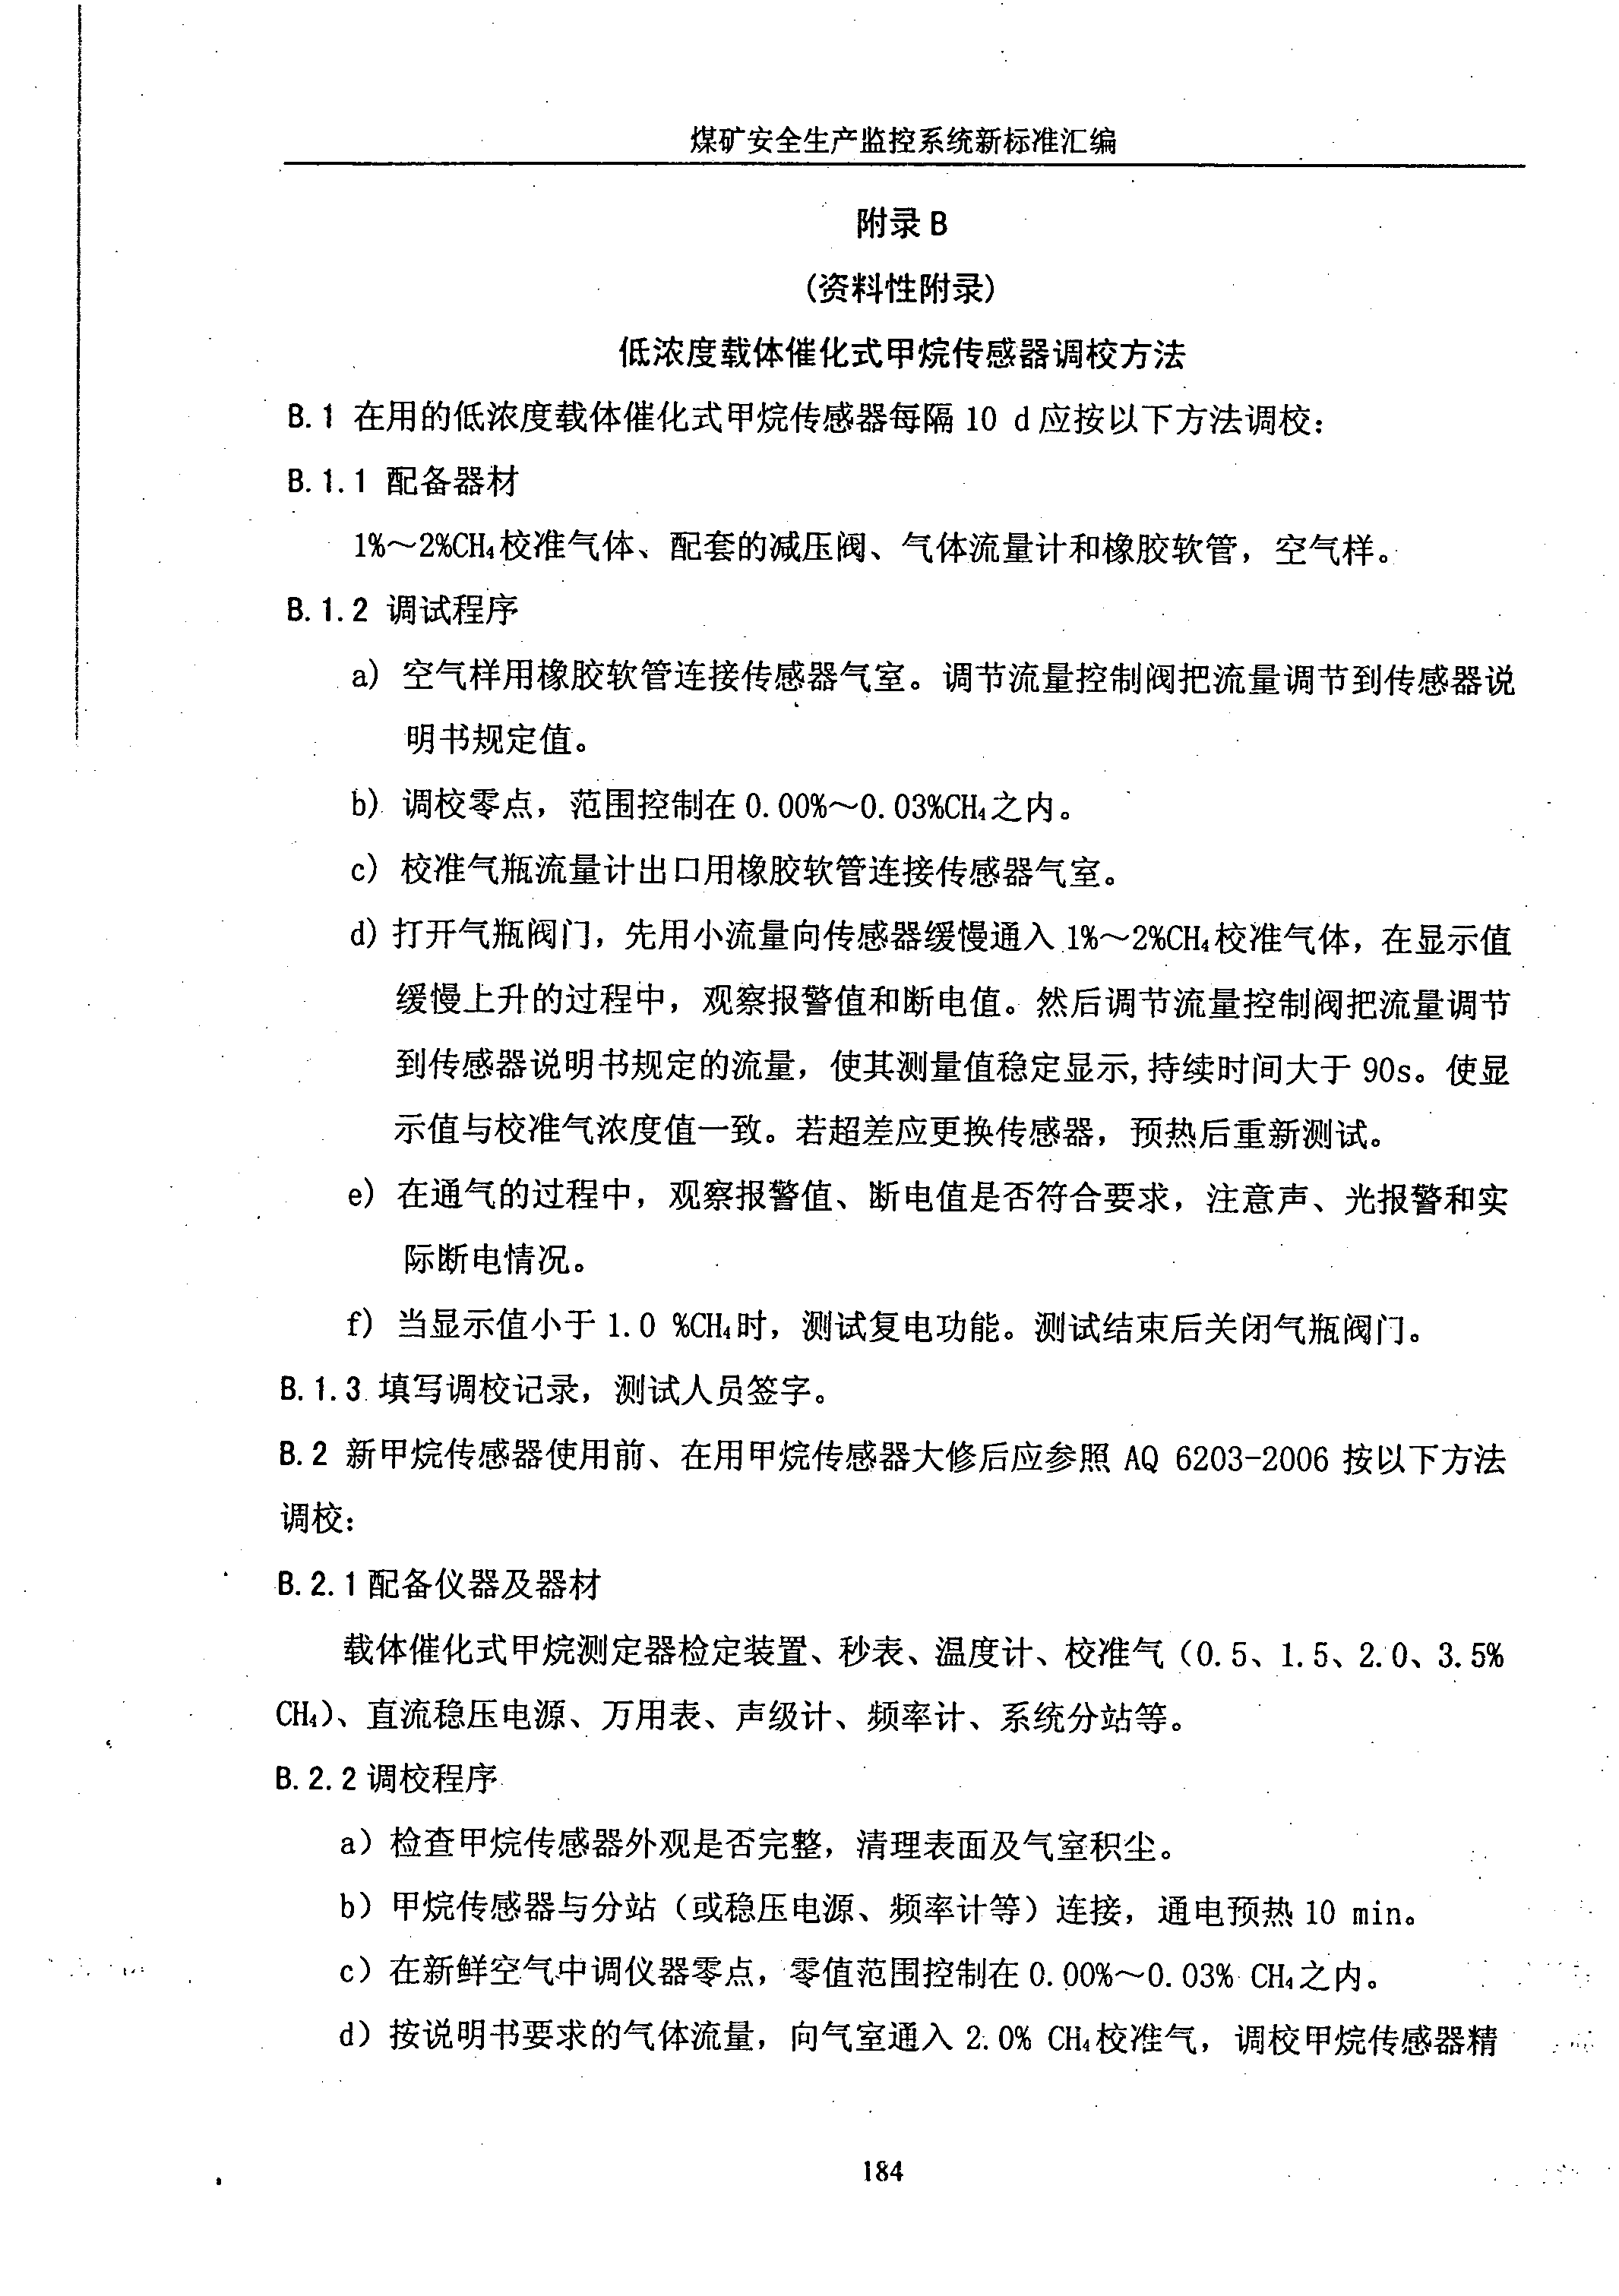 煤矿安全生产监控系统新标准汇编
附录 B
(资料性附录)
低浓度载体催化式甲烷传感器调校方法
B.1 在用的低浓度载体催化式甲烷传感器每隔 10 d 应按以下方法调校:
B.1.1 配备器材
1%～2%CH₄校准气体、配套的减压阀、气体流量计和橡胶软管，空气样。
B.1.2 调试程序
a) 空气样用橡胶软管连接传感器气室。调节流量控制阀把流量调节到传感器说
明书规定值。
b) 调校零点，范围控制在 0.00%～0.03%CH₄之内。
c) 校准气瓶流量计出口用橡胶软管连接传感器气室。
d) 打开气瓶阀门，先用小流量向传感器缓慢通入 1%～2%CH₄校准气体，在显示值
缓慢上升的过程中，观察报警值和断电值。然后调节流量控制阀把流量调节
到传感器说明书规定的流量，使其测量值稳定显示,持续时间大于 90s。使显
示值与校准气浓度值一致。若超差应更换传感器，预热后重新测试。
e) 在通气的过程中，观察报警值、断电值是否符合要求，注意声、光报警和实
际断电情况。
f) 当显示值小于 1.0 %CH₄时，测试复电功能。测试结束后关闭气瓶阀门。
B.1.3 填写调校记录，测试人员签字。
B.2 新甲烷传感器使用前、在用甲烷传感器大修后应参照 AQ 6203-2006 按以下方法
调校:
B.2.1 配备仪器及器材
载体催化式甲烷测定器检定装置、秒表、温度计、校准气（0.5、1.5、2.0、3.5%
CH₄）、直流稳压电源、万用表、声级计、频率计、系统分站等。
B.2.2 调校程序
a）检查甲烷传感器外观是否完整，清理表面及气室积尘。
b）甲烷传感器与分站（或稳压电源、频率计等）连接，通电预热 10 min。
c）在新鲜空气中调仪器零点，零值范围控制在 0.00%～0.03% CH₄之内。
d）按说明书要求的气体流量，向气室通入 2.0% CH₄校准气，调校甲烷传感器精
184